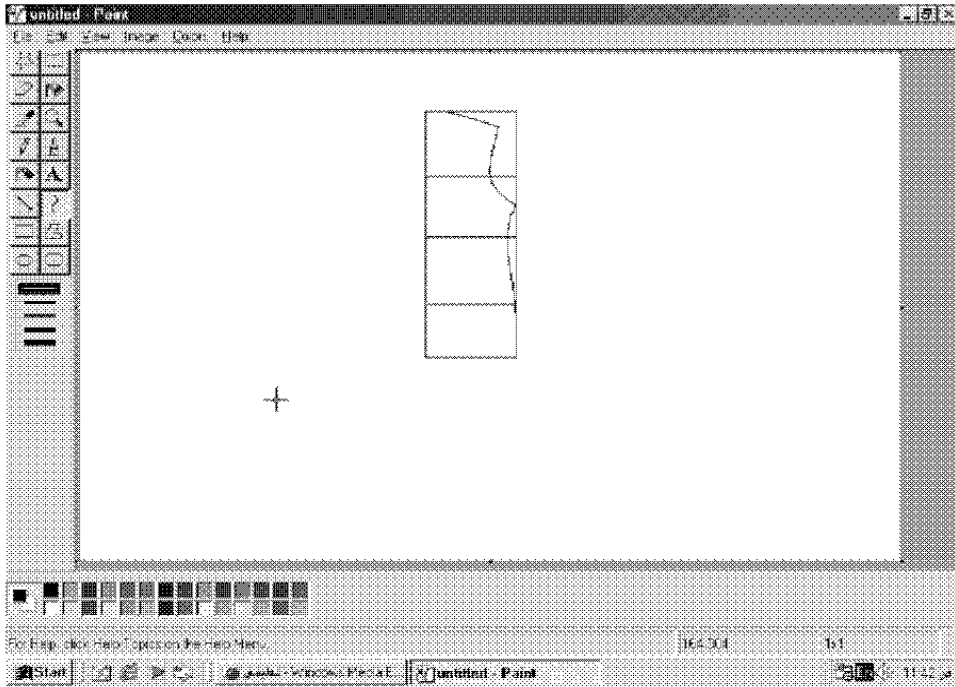 untitled - Paint
File Edit View Image Colors Help
A
For Help, click Help Topics on the Help Menu.
1x1
Start
untitled - Paint